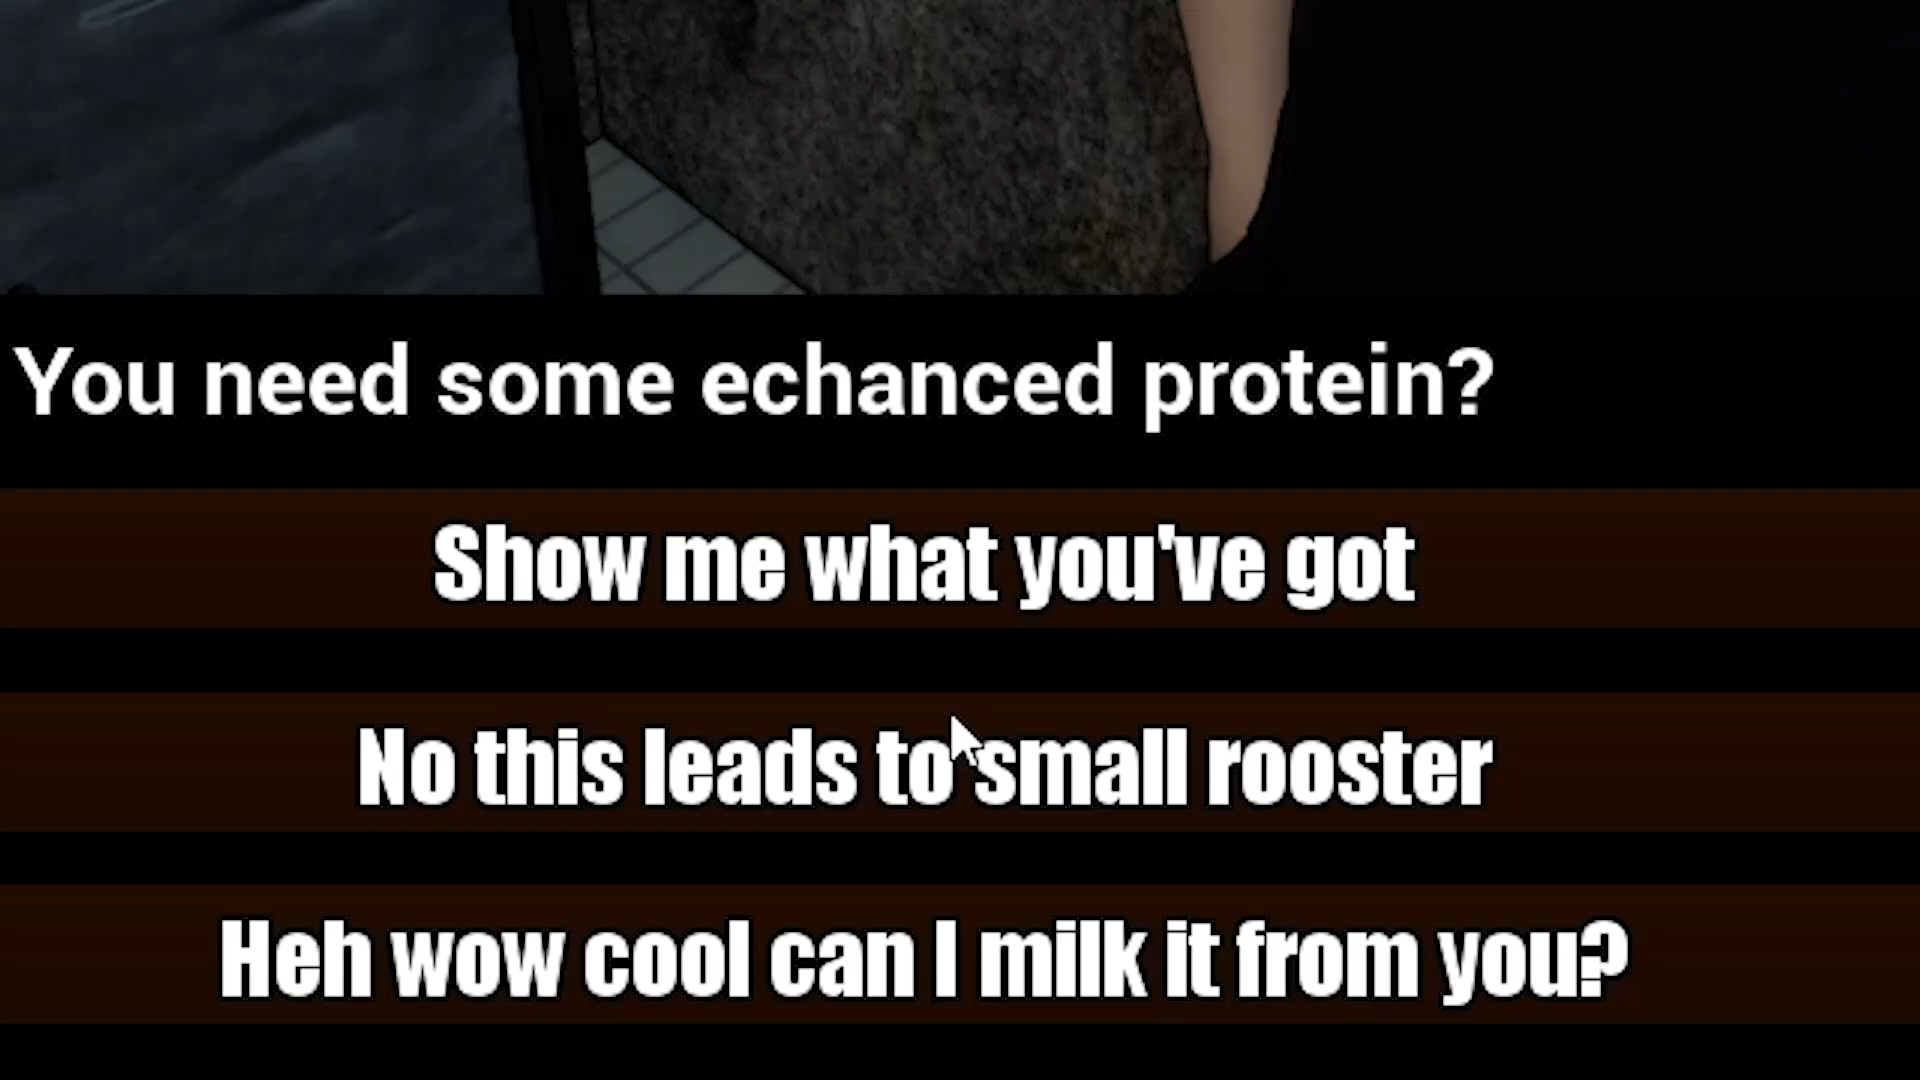 You need some echanced protein?
Show me what you've got
No this leads to small rooster
Heh wow cool can I milk it from you?